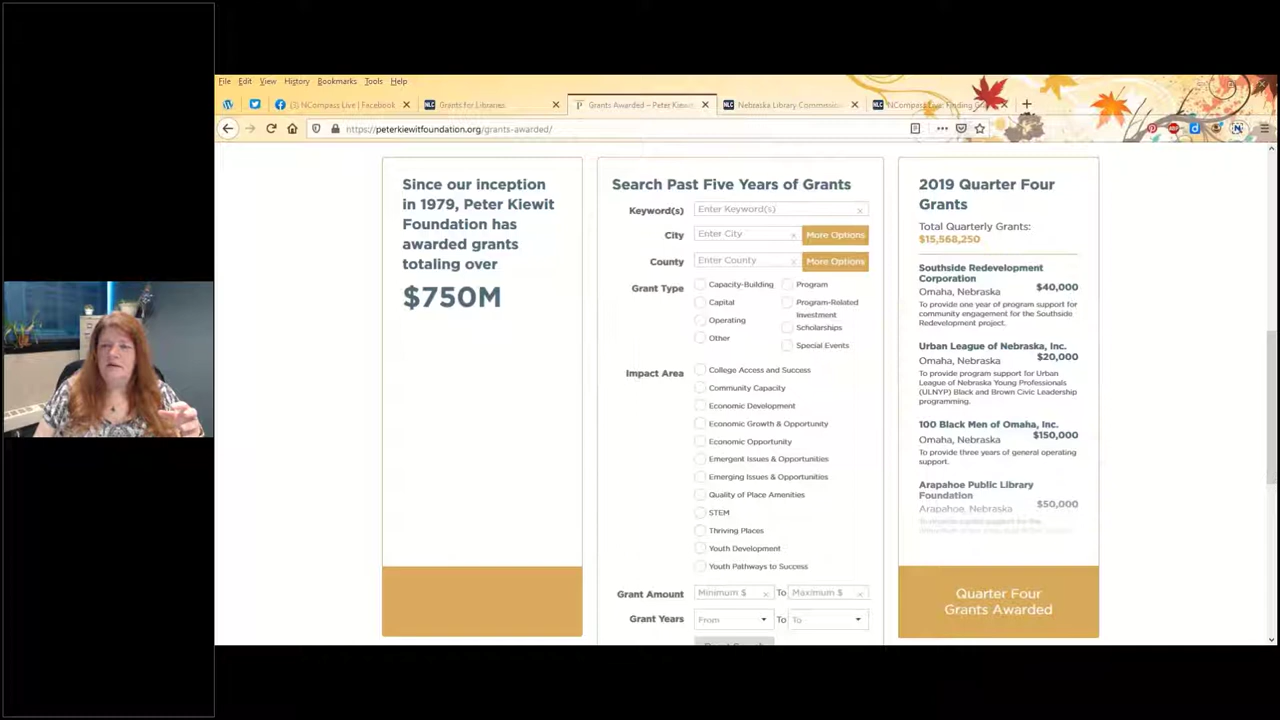 File Edit View History Bookmarks Tools Help
(3) NCompass Live | Facebook
Grants for Libraries
Grants Awarded – Peter Kiewit
Nebraska Library Commission
NCompass Live: Finding
https://peterkiewitfoundation.org/grants-awarded/
Since our inception
in 1979, Peter Kiewit
Foundation has
awarded grants
totaling over
$750M
Search Past Five Years of Grants
Keyword(s) Enter Keyword(s)
City Enter City More Options
County Enter County More Options
Grant Type
Capacity-Building Program
Capital Program-Related
Investment
Operating Scholarships
Other Special Events
Impact Area
College Access and Success
Community Capacity
Economic Development
Economic Growth & Opportunity
Economic Opportunity
Emergent Issues & Opportunities
Emerging Issues & Opportunities
Quality of Place Amenities
STEM
Thriving Places
Youth Development
Youth Pathways to Success
Grant Amount Minimum $ To Maximum $
Grant Years From To To
2019 Quarter Four
Grants
Total Quarterly Grants:
$15,568,250
Southside Redevelopment
Corporation
Omaha, Nebraska $40,000
To provide one year of program support for
community engagement for the Southside
Redevelopment project.
Urban League of Nebraska, Inc.
Omaha, Nebraska $20,000
To provide program support for Urban
League of Nebraska Young Professionals
(ULNYP) Black and Brown Civic Leadership
programming.
100 Black Men of Omaha, Inc.
Omaha, Nebraska $150,000
To provide three years of general operating
support.
Arapahoe Public Library
Foundation
Arapahoe, Nebraska $50,000
Quarter Four
Grants Awarded